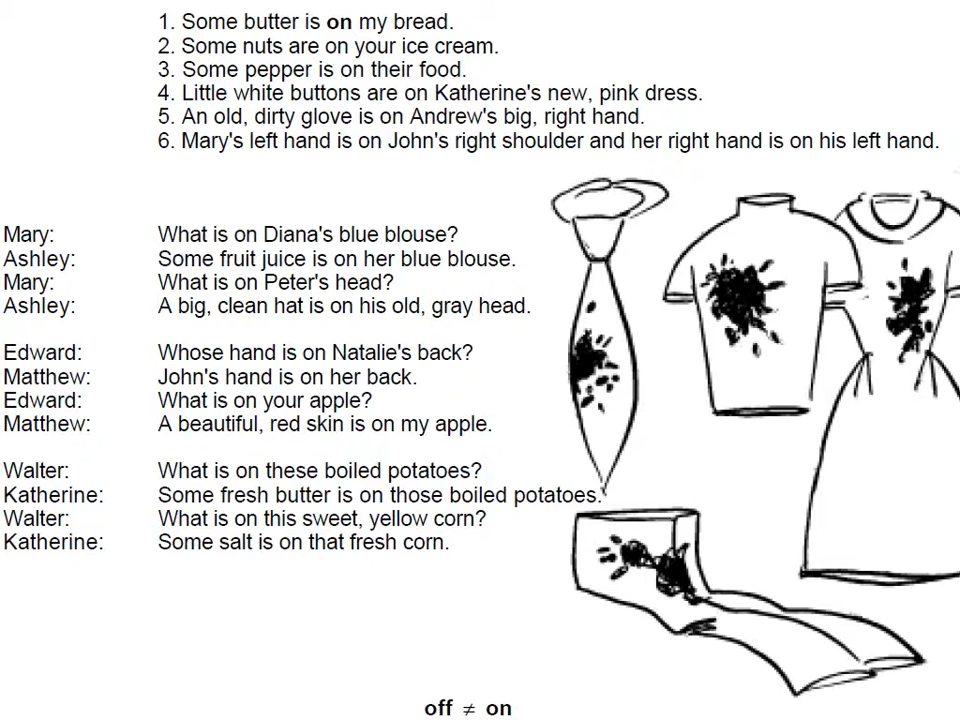 1. Some butter is on my bread.
2. Some nuts are on your ice cream.
3. Some pepper is on their food.
4. Little white buttons are on Katherine's new, pink dress.
5. An old, dirty glove is on Andrew's big, right hand.
6. Mary's left hand is on John's right shoulder and her right hand is on his left hand.
Mary: What is on Diana's blue blouse?
Ashley: Some fruit juice is on her blue blouse.
Mary: What is on Peter's head?
Ashley: A big, clean hat is on his old, gray head.
Edward: Whose hand is on Natalie's back?
Matthew: John's hand is on her back.
Edward: What is on your apple?
Matthew: A beautiful, red skin is on my apple.
Walter: What is on these boiled potatoes?
Katherine: Some fresh butter is on those boiled potatoes.
Walter: What is on this sweet, yellow corn?
Katherine: Some salt is on that fresh corn.
off ≠ on